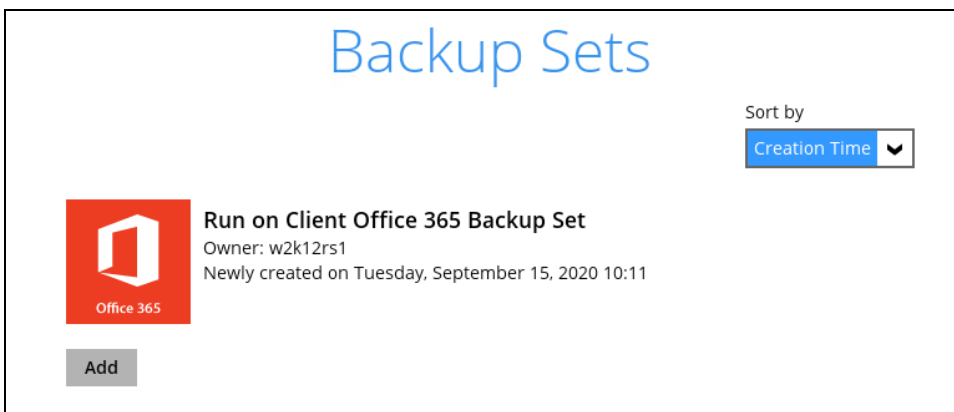 Backup Sets
Sort by
Creation Time
Run on Client Office 365 Backup Set
Owner: w2k12rs1
Newly created on Tuesday, September 15, 2020 10:11
Office 365
Add